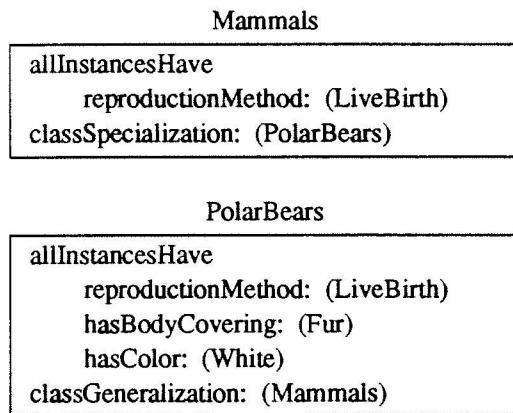 Mammals
allInstancesHave
reproductionMethod: (LiveBirth)
classSpecialization: (PolarBears)
PolarBears
allInstancesHave
reproductionMethod: (LiveBirth)
hasBodyCovering: (Fur)
hasColor: (White)
classGeneralization: (Mammals)